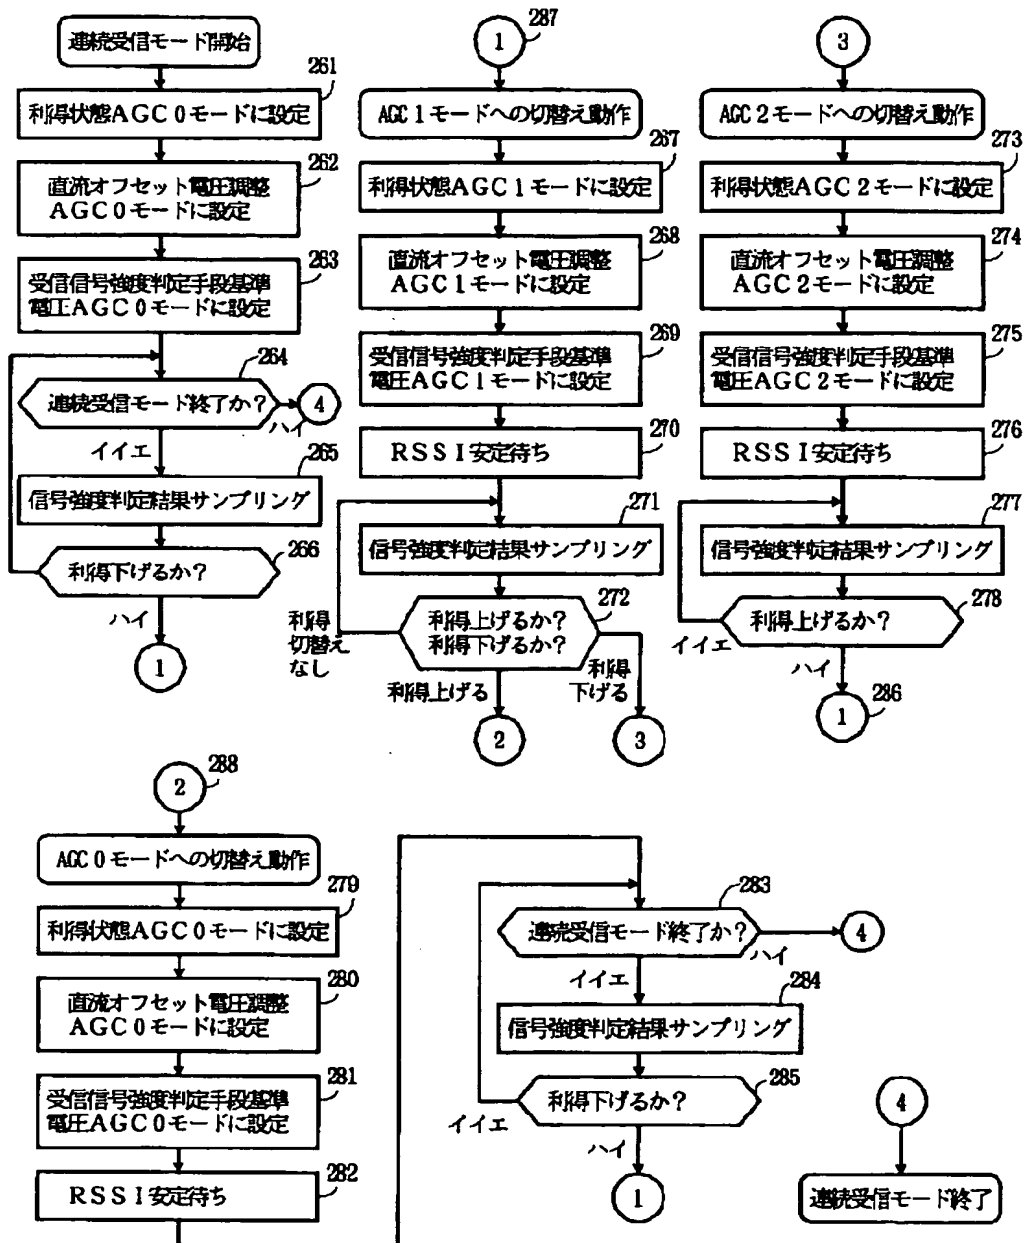 連続受信モード開始
261
利得状態AGC0モードに設定
262
直流オフセット電圧調整
AGC0モードに設定
263
受信信号強度判定手段基準
電圧AGC0モードに設定
264
連続受信モード終了か?
ハイ
4
イイエ
265
信号強度判定結果サンプリング
266
利得下げるか?
ハイ
1
1
287
AGC1モードへの切替え動作
267
利得状態AGC1モードに設定
268
直流オフセット電圧調整
AGC1モードに設定
269
受信信号強度判定手段基準
電圧AGC1モードに設定
270
RSSI安定待ち
271
信号強度判定結果サンプリング
272
利得上げるか?
利得下げるか?
利得
切替え
なし
利得上げる
利得
下げる
2
3
3
AGC2モードへの切替え動作
273
利得状態AGC2モードに設定
274
直流オフセット電圧調整
AGC2モードに設定
275
受信信号強度判定手段基準
電圧AGC2モードに設定
276
RSSI安定待ち
277
信号強度判定結果サンプリング
278
利得上げるか?
イイエ
ハイ
1
286
2
288
AGC0モードへの切替え動作
279
利得状態AGC0モードに設定
280
直流オフセット電圧調整
AGC0モードに設定
281
受信信号強度判定手段基準
電圧AGC0モードに設定
282
RSSI安定待ち
283
連続受信モード終了か?
ハイ
4
イイエ
284
信号強度判定結果サンプリング
285
利得下げるか?
イイエ
ハイ
1
4
連続受信モード終了